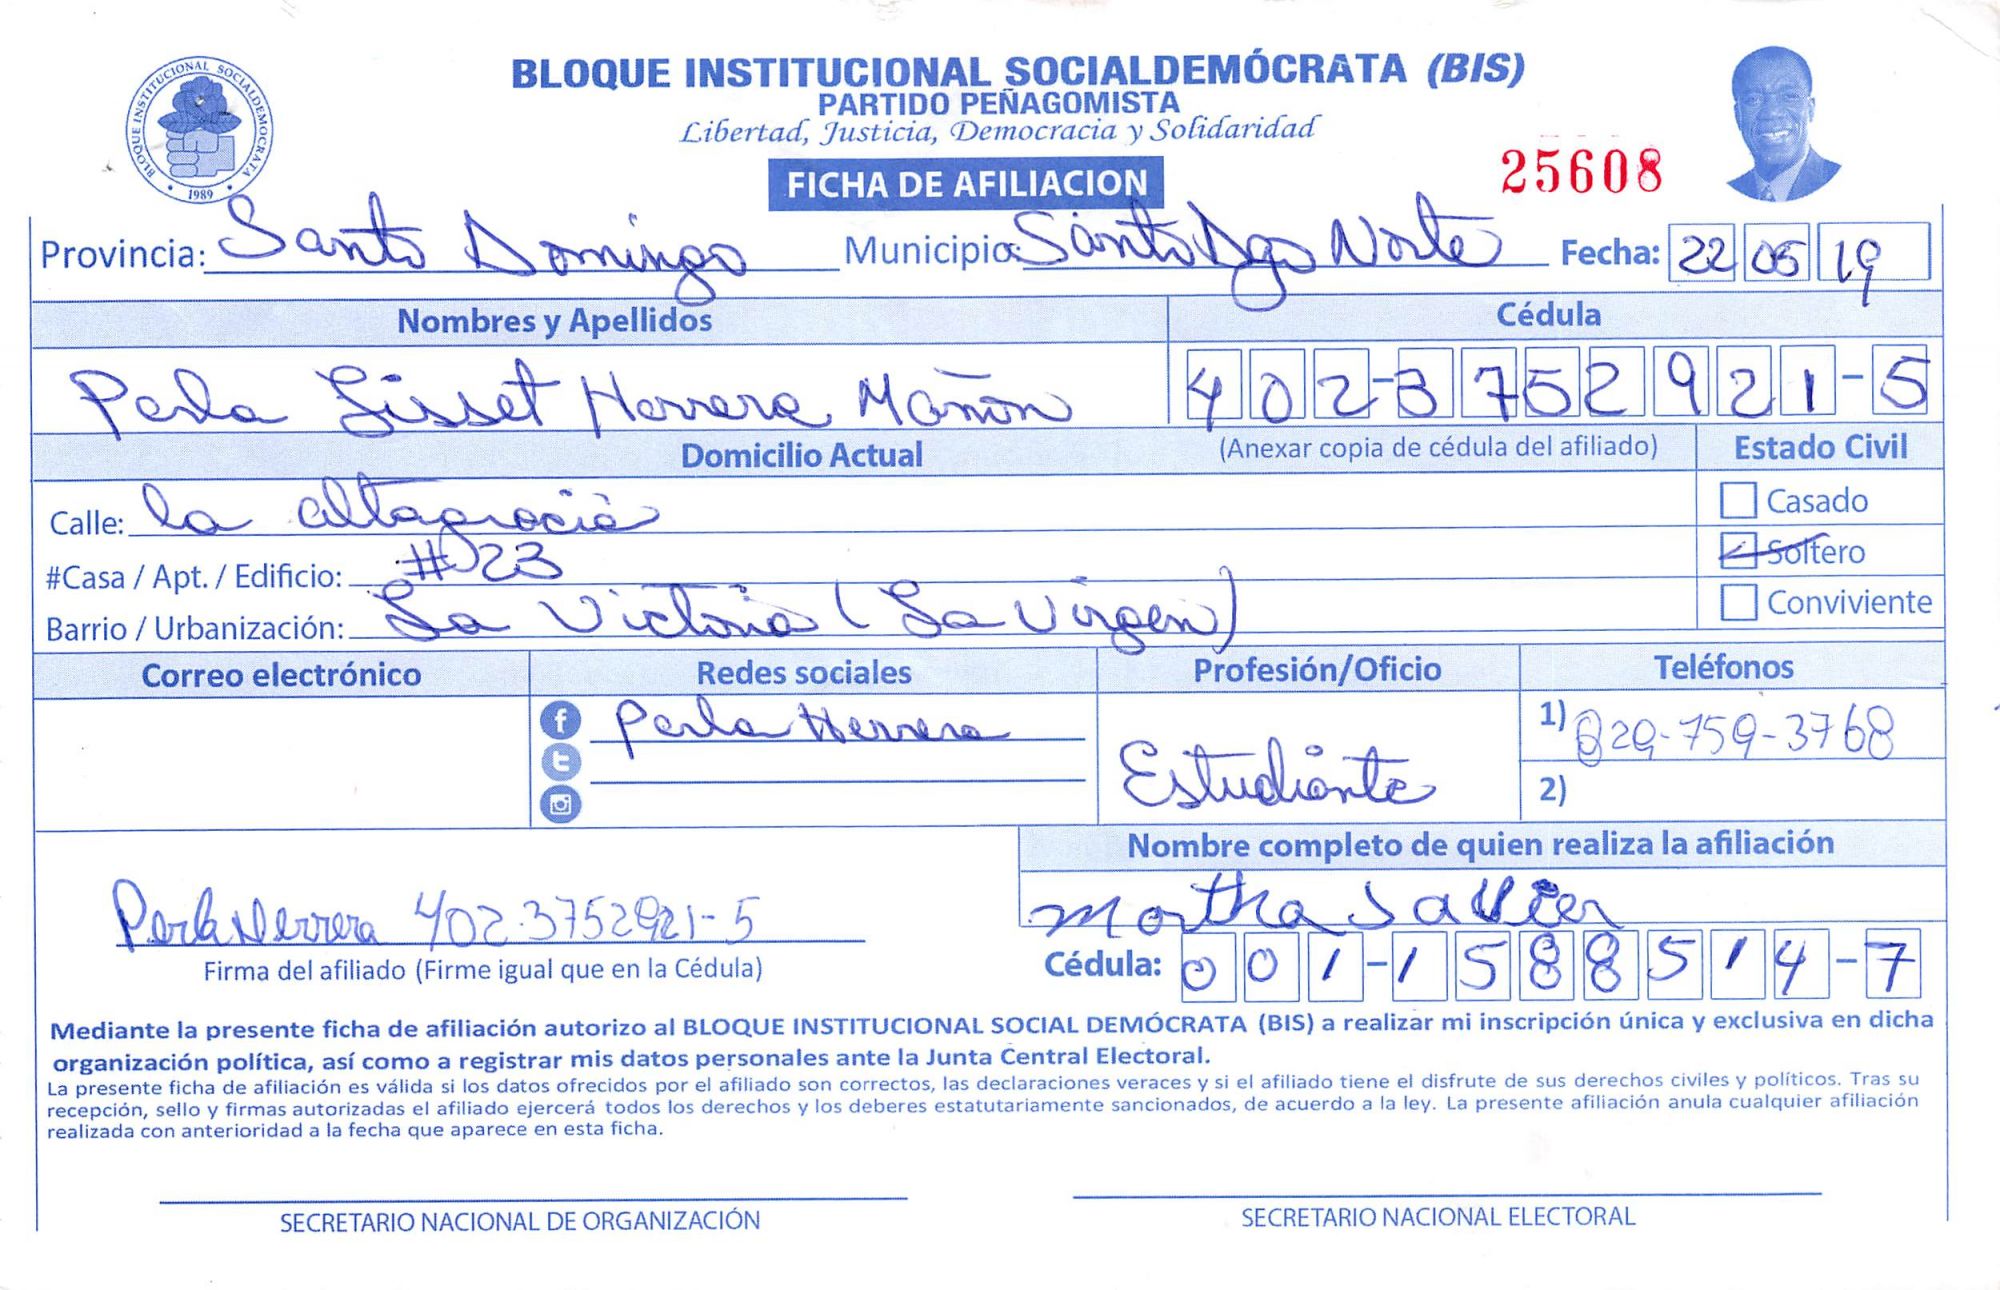 BLOQUE INSTITUCIONAL SOCIALDEMÓCRATA (BIS)
PARTIDO PEÑAGOMISTA
Libertad, Justicia, Democracia y Solidaridad
BLOQUE INSTITUCIONAL SOCIALDEMOCRATA
• 1989 •
FICHA DE AFILIACION
25608
Provincia: Santo Domingo Municipio: Santo Dgo Norte Fecha: 22 05 19
Nombres y Apellidos Cédula
Perla Lisset Herrera Mañon 402-3752921-5
Domicilio Actual (Anexar copia de cédula del afiliado) Estado Civil
Calle: la altagracia Casado
#Casa / Apt. / Edificio: #23 Soltero
Barrio / Urbanización: La Victoria (La Virgen) Conviviente
Correo electrónico Redes sociales Profesión/Oficio Teléfonos
Perla Herrera Estudiante 1) 829-759-3768
2)
Nombre completo de quien realiza la afiliación
Perla Herrera 402-3752921-5 Martha Javier
Firma del afiliado (Firme igual que en la Cédula) Cédula: 001-1588514-7
Mediante la presente ficha de afiliación autorizo al BLOQUE INSTITUCIONAL SOCIAL DEMÓCRATA (BIS) a realizar mi inscripción única y exclusiva en dicha
organización política, así como a registrar mis datos personales ante la Junta Central Electoral.
La presente ficha de afiliación es válida si los datos ofrecidos por el afiliado son correctos, las declaraciones veraces y si el afiliado tiene el disfrute de sus derechos civiles y políticos. Tras su
recepción, sello y firmas autorizadas el afiliado ejercerá todos los derechos y los deberes estatutariamente sancionados, de acuerdo a la ley. La presente afiliación anula cualquier afiliación
realizada con anterioridad a la fecha que aparece en esta ficha.
SECRETARIO NACIONAL DE ORGANIZACIÓN SECRETARIO NACIONAL ELECTORAL